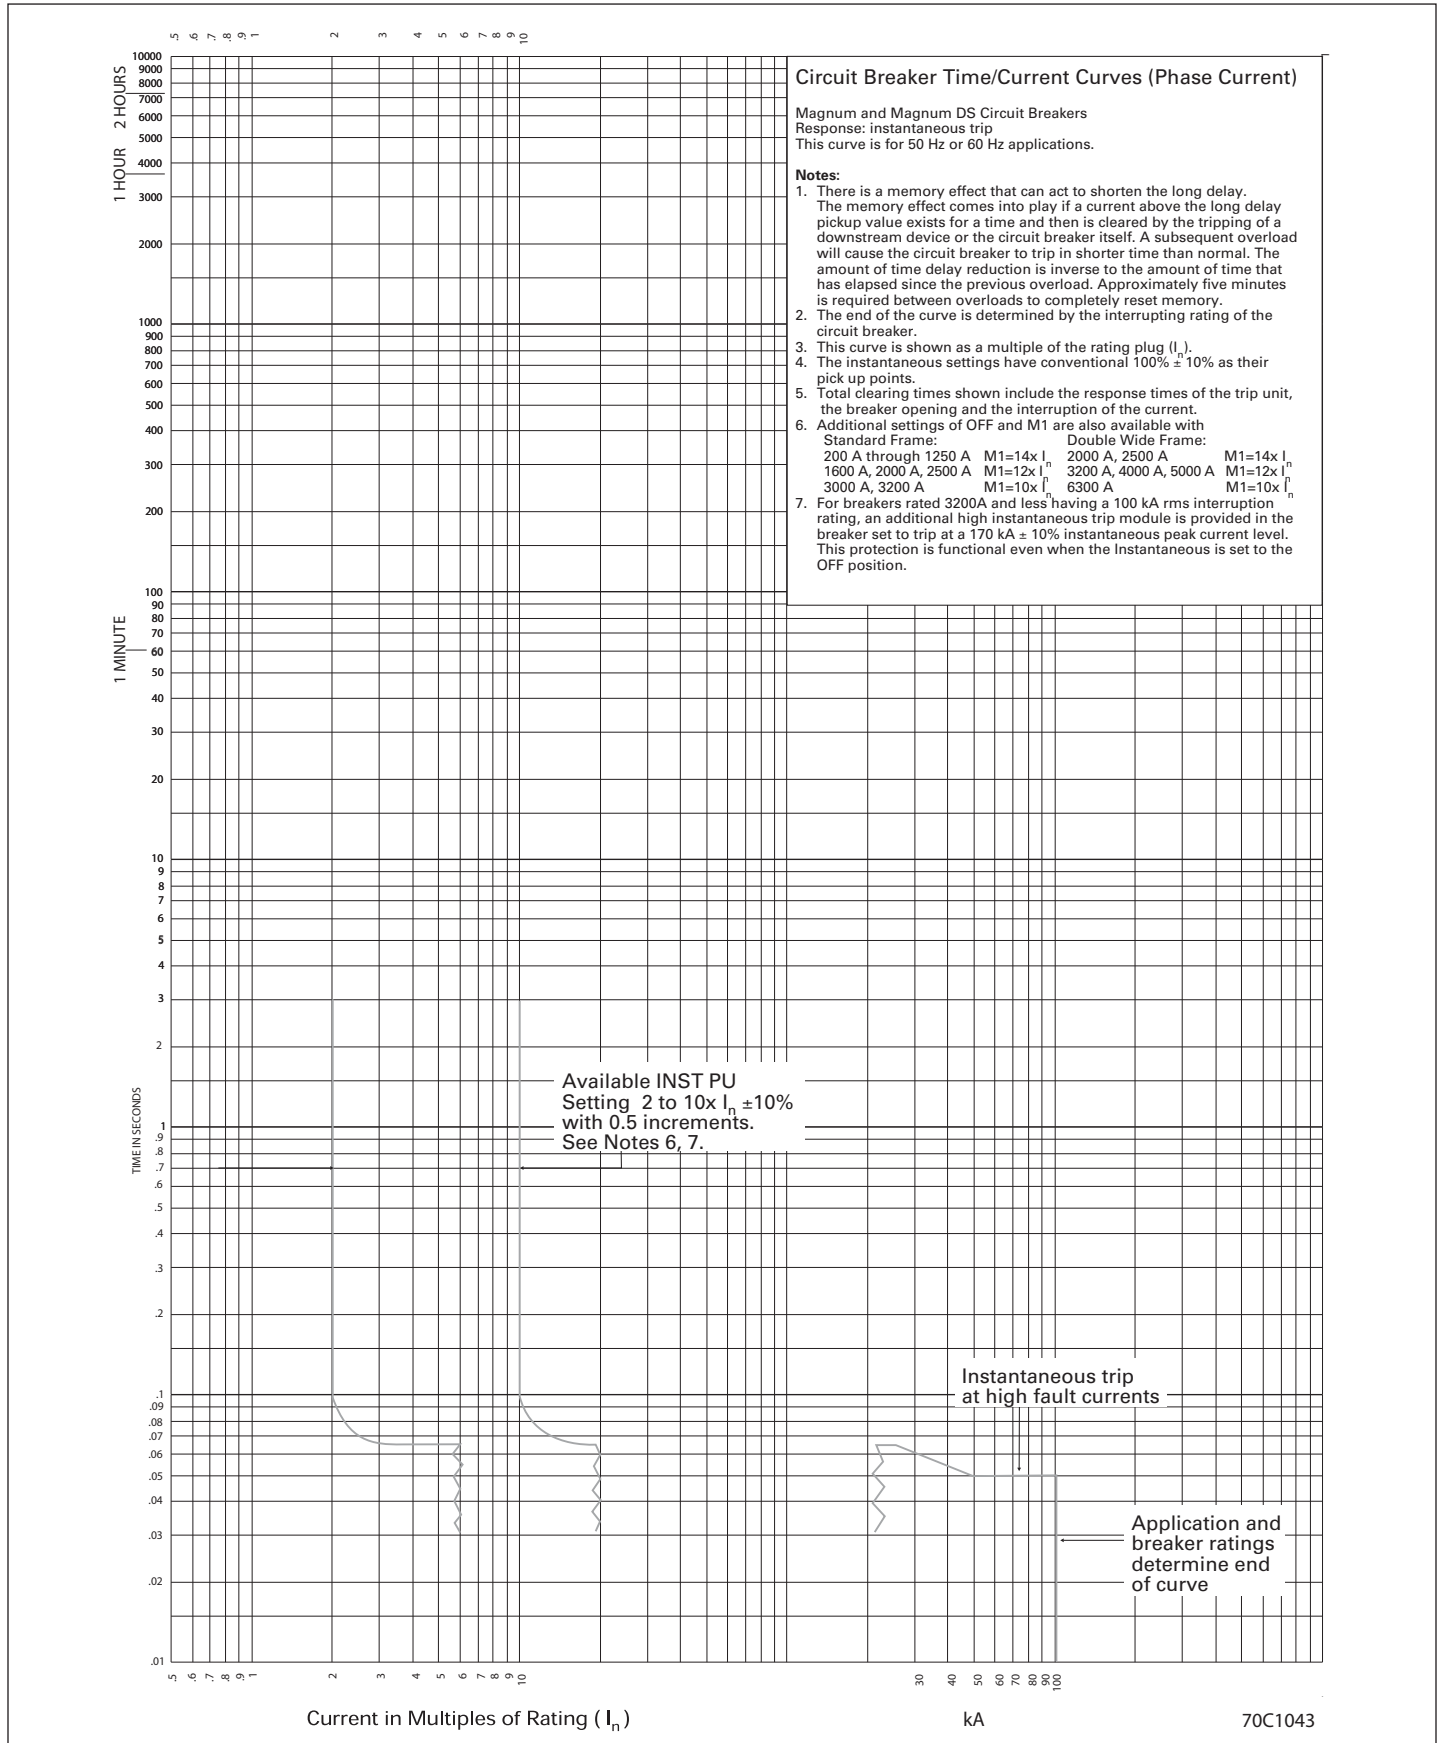 .5 .6 .7 .8 .9 1 2 3 4 5 6 7 8 9 10
10000
9000
8000
7000
6000
5000
4000
3000
2000
1000
900
800
700
600
500
400
300
200
100
90
80
70
60
50
40
30
20
10
9
8
7
6
5
4
3
2
1
.9
.8
.7
.6
.5
.4
.3
.2
.1
.09
.08
.07
.06
.05
.04
.03
.02
.01
2 HOURS
1 HOUR
1 MINUTE
TIME IN SECONDS
Circuit Breaker Time/Current Curves (Phase Current)
Magnum and Magnum DS Circuit Breakers
Response: instantaneous trip
This curve is for 50 Hz or 60 Hz applications.
Notes:
1. There is a memory effect that can act to shorten the long delay.
The memory effect comes into play if a current above the long delay
pickup value exists for a time and then is cleared by the tripping of a
downstream device or the circuit breaker itself. A subsequent overload
will cause the circuit breaker to trip in shorter time than normal. The
amount of time delay reduction is inverse to the amount of time that
has elapsed since the previous overload. Approximately five minutes
is required between overloads to completely reset memory.
2. The end of the curve is determined by the interrupting rating of the
circuit breaker.
3. This curve is shown as a multiple of the rating plug (In).
4. The instantaneous settings have conventional 100% ± 10% as their
pick up points.
5. Total clearing times shown include the response times of the trip unit,
the breaker opening and the interruption of the current.
6. Additional settings of OFF and M1 are also available with
Standard Frame: Double Wide Frame:
200 A through 1250 A M1=14x In 2000 A, 2500 A M1=14x In
1600 A, 2000 A, 2500 A M1=12x In 3200 A, 4000 A, 5000 A M1=12x In
3000 A, 3200 A M1=10x In 6300 A M1=10x In
7. For breakers rated 3200A and less having a 100 kA rms interruption
rating, an additional high instantaneous trip module is provided in the
breaker set to trip at a 170 kA ± 10% instantaneous peak current level.
This protection is functional even when the Instantaneous is set to the
OFF position.
Available INST PU
Setting 2 to 10x In ±10%
with 0.5 increments.
See Notes 6, 7.
Instantaneous trip
at high fault currents
Application and
breaker ratings
determine end
of curve
.5 .6 .7 .8 .9 1 2 3 4 5 6 7 8 9 10 30 40 50 60 70 80 90 100
Current in Multiples of Rating ( In ) kA 70C1043